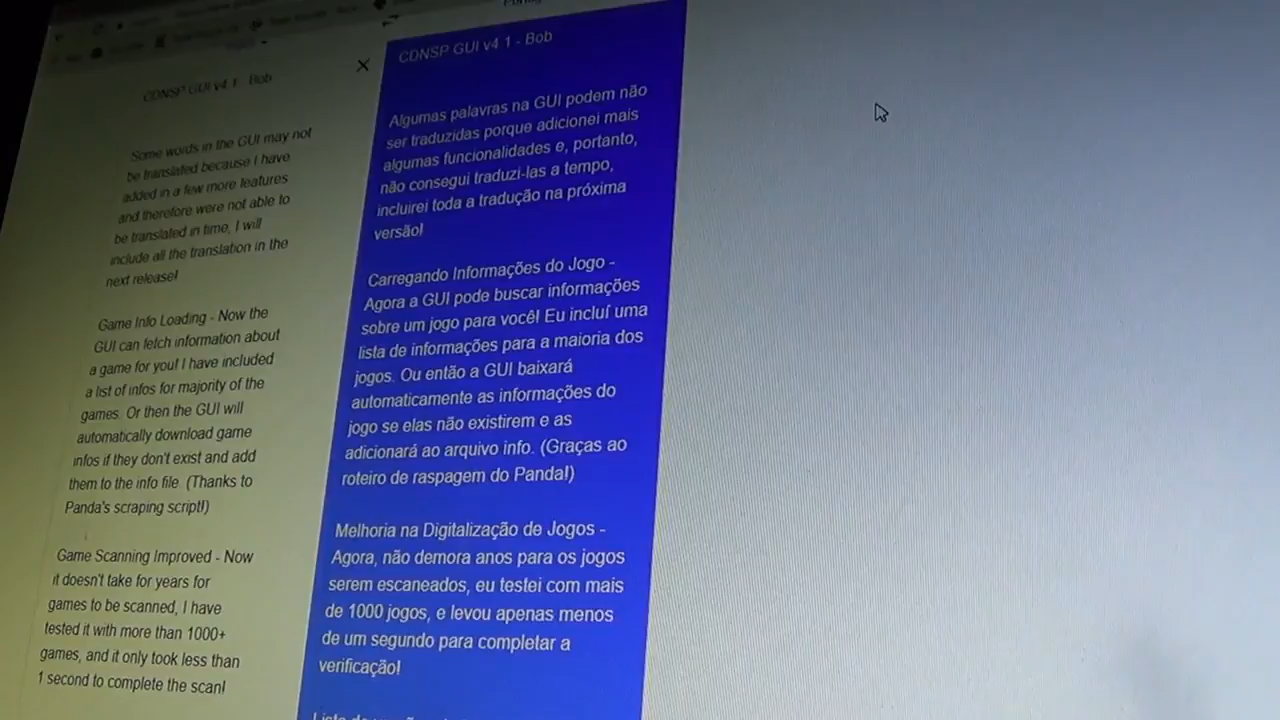 CDNSP GUI v4 1 - Bob
Some words in the GUI may not
be translated because I have
added in a few more features
and therefore were not able to
be translated in time, I will
include all the translation in the
next release!
Game Info Loading - Now the
GUI can fetch information about
a game for you! I have included
a list of infos for majority of the
games. Or then the GUI will
automatically download game
infos if they don't exist and add
them to the info file (Thanks to
Panda's scraping script!)
Game Scanning Improved - Now
it doesn't take for years for
games to be scanned, I have
tested it with more than 1000+
games, and it only took less than
1 second to complete the scan!
CDNSP GUI v4 1 - Bob
Algumas palavras na GUI podem não
ser traduzidas porque adicionei mais
algumas funcionalidades e, portanto,
não consegui traduzi-las a tempo,
incluirei toda a tradução na próxima
versão!
Carregando Informações do Jogo -
Agora a GUI pode buscar informações
sobre um jogo para você! Eu incluí uma
lista de informações para a maioria dos
jogos. Ou então a GUI baixará
automaticamente as informações do
jogo se elas não existirem e as
adicionará ao arquivo info. (Graças ao
roteiro de raspagem do Panda!)
Melhoria na Digitalização de Jogos -
Agora, não demora anos para os jogos
serem escaneados, eu testei com mais
de 1000 jogos, e levou apenas menos
de um segundo para completar a
verificação!